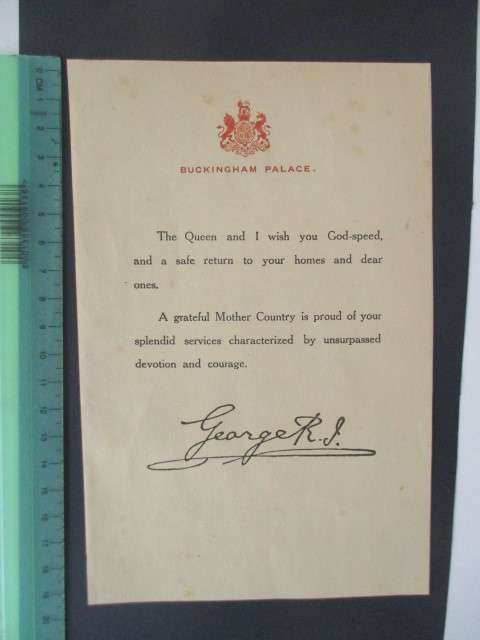 BUCKINGHAM PALACE.
The Queen and I wish you God-speed,
and a safe return to your homes and dear
ones.
A grateful Mother Country is proud of your
splendid services characterized by unsurpassed
devotion and courage.
George R.I.